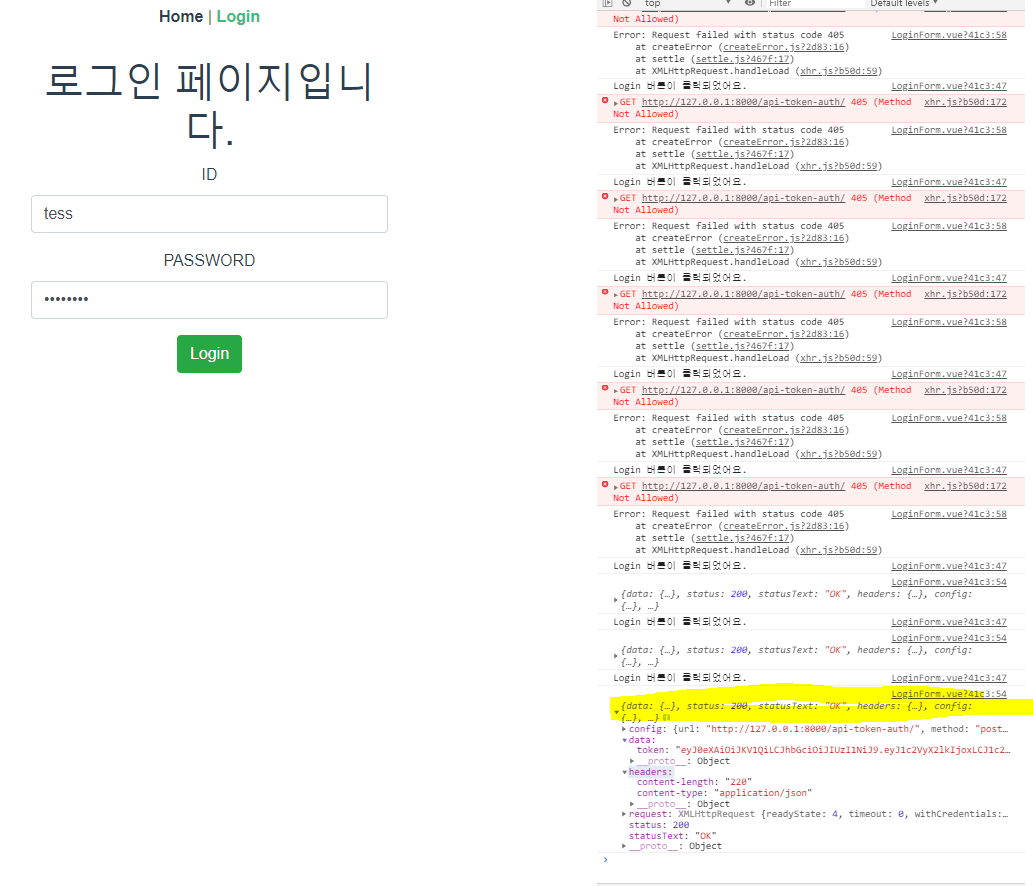 Home | Login
로그인 페이지입니
다.
ID
tess
PASSWORD
••••••••
Login
top
Filter
Default levels
Not Allowed)
Error: Request failed with status code 405 LoginForm.vue?41c3:58
at createError (createError.js?2d83:16)
at settle (settle.js?467f:17)
at XMLHttpRequest.handleLoad (xhr.js?b50d:59)
Login 버튼이 클릭되었어요. LoginForm.vue?41c3:47
GET http://127.0.0.1:8000/api-token-auth/ 405 (Method xhr.js?b50d:172
Not Allowed)
Error: Request failed with status code 405 LoginForm.vue?41c3:58
at createError (createError.js?2d83:16)
at settle (settle.js?467f:17)
at XMLHttpRequest.handleLoad (xhr.js?b50d:59)
Login 버튼이 클릭되었어요. LoginForm.vue?41c3:47
GET http://127.0.0.1:8000/api-token-auth/ 405 (Method xhr.js?b50d:172
Not Allowed)
Error: Request failed with status code 405 LoginForm.vue?41c3:58
at createError (createError.js?2d83:16)
at settle (settle.js?467f:17)
at XMLHttpRequest.handleLoad (xhr.js?b50d:59)
Login 버튼이 클릭되었어요. LoginForm.vue?41c3:47
GET http://127.0.0.1:8000/api-token-auth/ 405 (Method xhr.js?b50d:172
Not Allowed)
Error: Request failed with status code 405 LoginForm.vue?41c3:58
at createError (createError.js?2d83:16)
at settle (settle.js?467f:17)
at XMLHttpRequest.handleLoad (xhr.js?b50d:59)
Login 버튼이 클릭되었어요. LoginForm.vue?41c3:47
GET http://127.0.0.1:8000/api-token-auth/ 405 (Method xhr.js?b50d:172
Not Allowed)
Error: Request failed with status code 405 LoginForm.vue?41c3:58
at createError (createError.js?2d83:16)
at settle (settle.js?467f:17)
at XMLHttpRequest.handleLoad (xhr.js?b50d:59)
Login 버튼이 클릭되었어요. LoginForm.vue?41c3:47
GET http://127.0.0.1:8000/api-token-auth/ 405 (Method xhr.js?b50d:172
Not Allowed)
Error: Request failed with status code 405 LoginForm.vue?41c3:58
at createError (createError.js?2d83:16)
at settle (settle.js?467f:17)
at XMLHttpRequest.handleLoad (xhr.js?b50d:59)
Login 버튼이 클릭되었어요. LoginForm.vue?41c3:47
LoginForm.vue?41c3:54
{data: {…}, status: 200, statusText: "OK", headers: {…}, config:
{…}, …}
Login 버튼이 클릭되었어요. LoginForm.vue?41c3:47
LoginForm.vue?41c3:54
{data: {…}, status: 200, statusText: "OK", headers: {…}, config:
{…}, …}
Login 버튼이 클릭되었어요. LoginForm.vue?41c3:47
LoginForm.vue?41c3:54
{data: {…}, status: 200, statusText: "OK", headers: {…}, config:
{…}, …}
config: {url: "http://127.0.0.1:8000/api-token-auth/", method: "post…
data:
token: "eyJ0eXAiOiJKV1QiLCJhbGciOiJIUzI1NiJ9.eyJ1c2VyX2lkIjoxLCJ1c2…
__proto__: Object
headers:
content-length: "220"
content-type: "application/json"
__proto__: Object
request: XMLHttpRequest {readyState: 4, timeout: 0, withCredentials:…
status: 200
statusText: "OK"
__proto__: Object